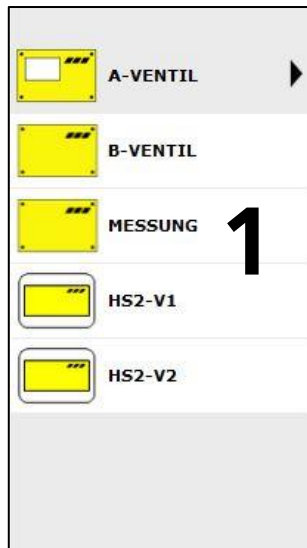 A-VENTIL
B-VENTIL
MESSUNG
1
HS2-V1
HS2-V2